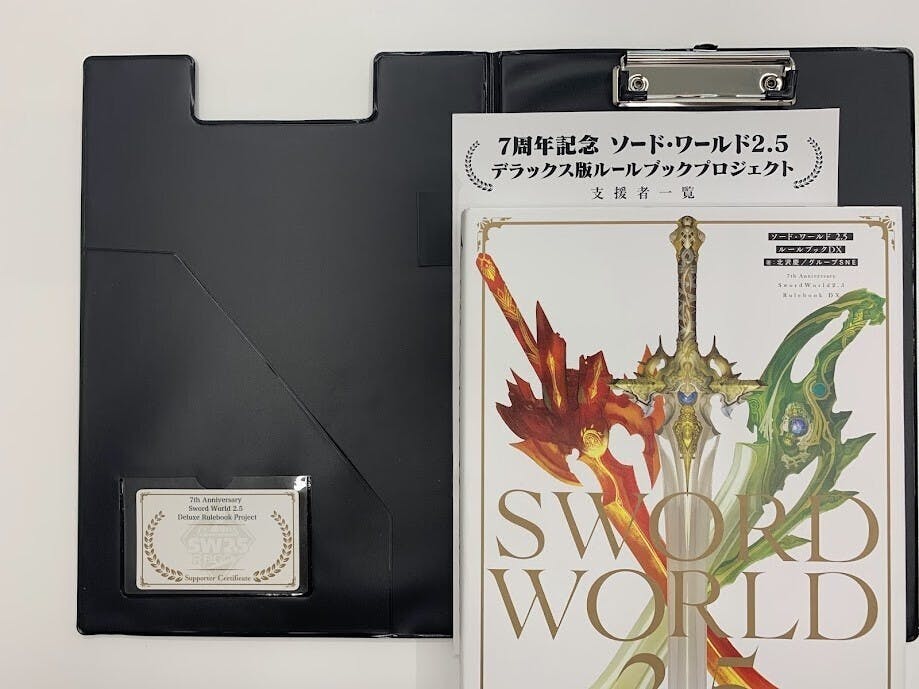 7周年記念 ソード・ワールド2.5
デラックス版ルールブックプロジェクト
支援者一覧
ソード・ワールド 2.5
ルールブックDX
著:北沢慶／グループSNE
7th Anniversary
SwordWorld2.5
Rulebook DX
SWORD
WORLD
2.5
7th Anniversary
Sword World 2.5
Deluxe Rulebook Project
SW2.5
Supporter Certificate